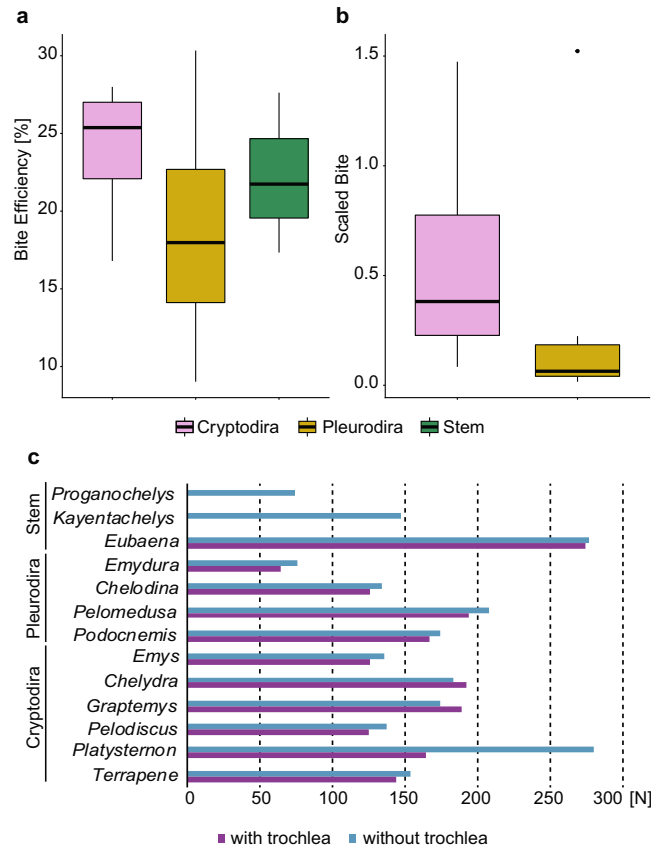 a
b
Bite Efficiency [%]
30
25
20
15
10
Scaled Bite
1.5
1.0
0.5
0.0
Cryptodira Pleurodira Stem
c
Stem
Proganochelys
Kayentachelys
Eubaena
Pleurodira
Emydura
Chelodina
Pelomedusa
Podocnemis
Cryptodira
Emys
Chelydra
Graptemys
Pelodiscus
Platysternon
Terrapene
0 50 100 150 200 250 300 [N]
with trochlea without trochlea